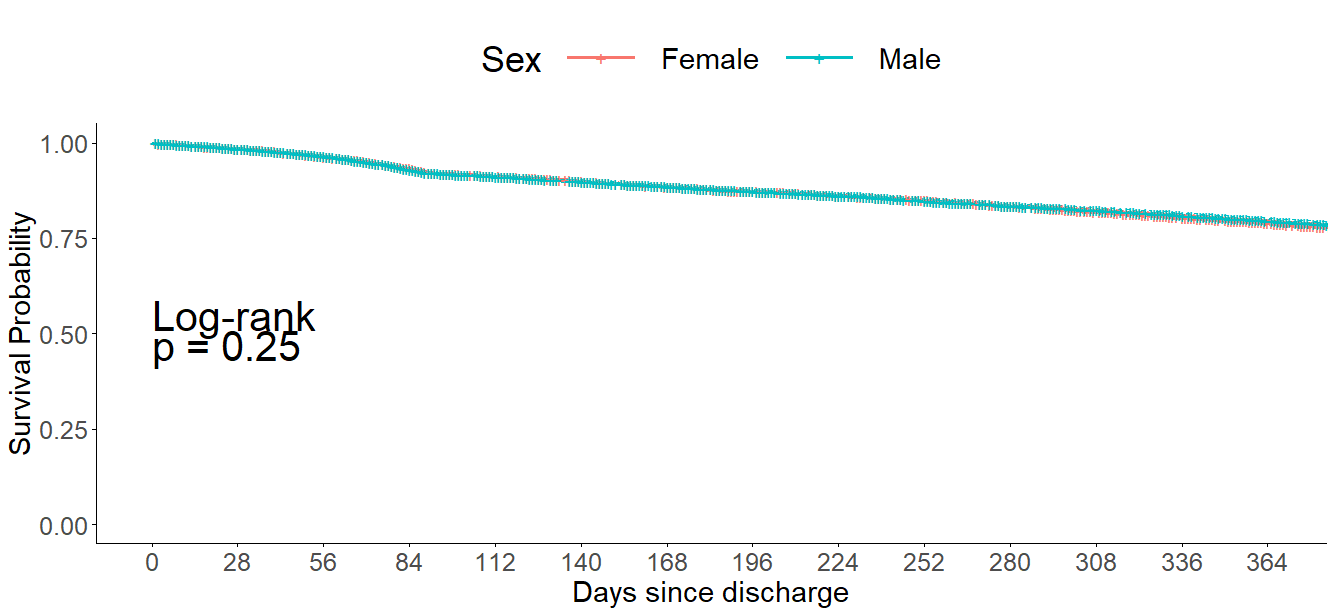 Sex Female Male
1.00
0.75
0.50
0.25
0.00
Survival Probability
Log-rank
p = 0.25
0 28 56 84 112 140 168 196 224 252 280 308 336 364
Days since discharge